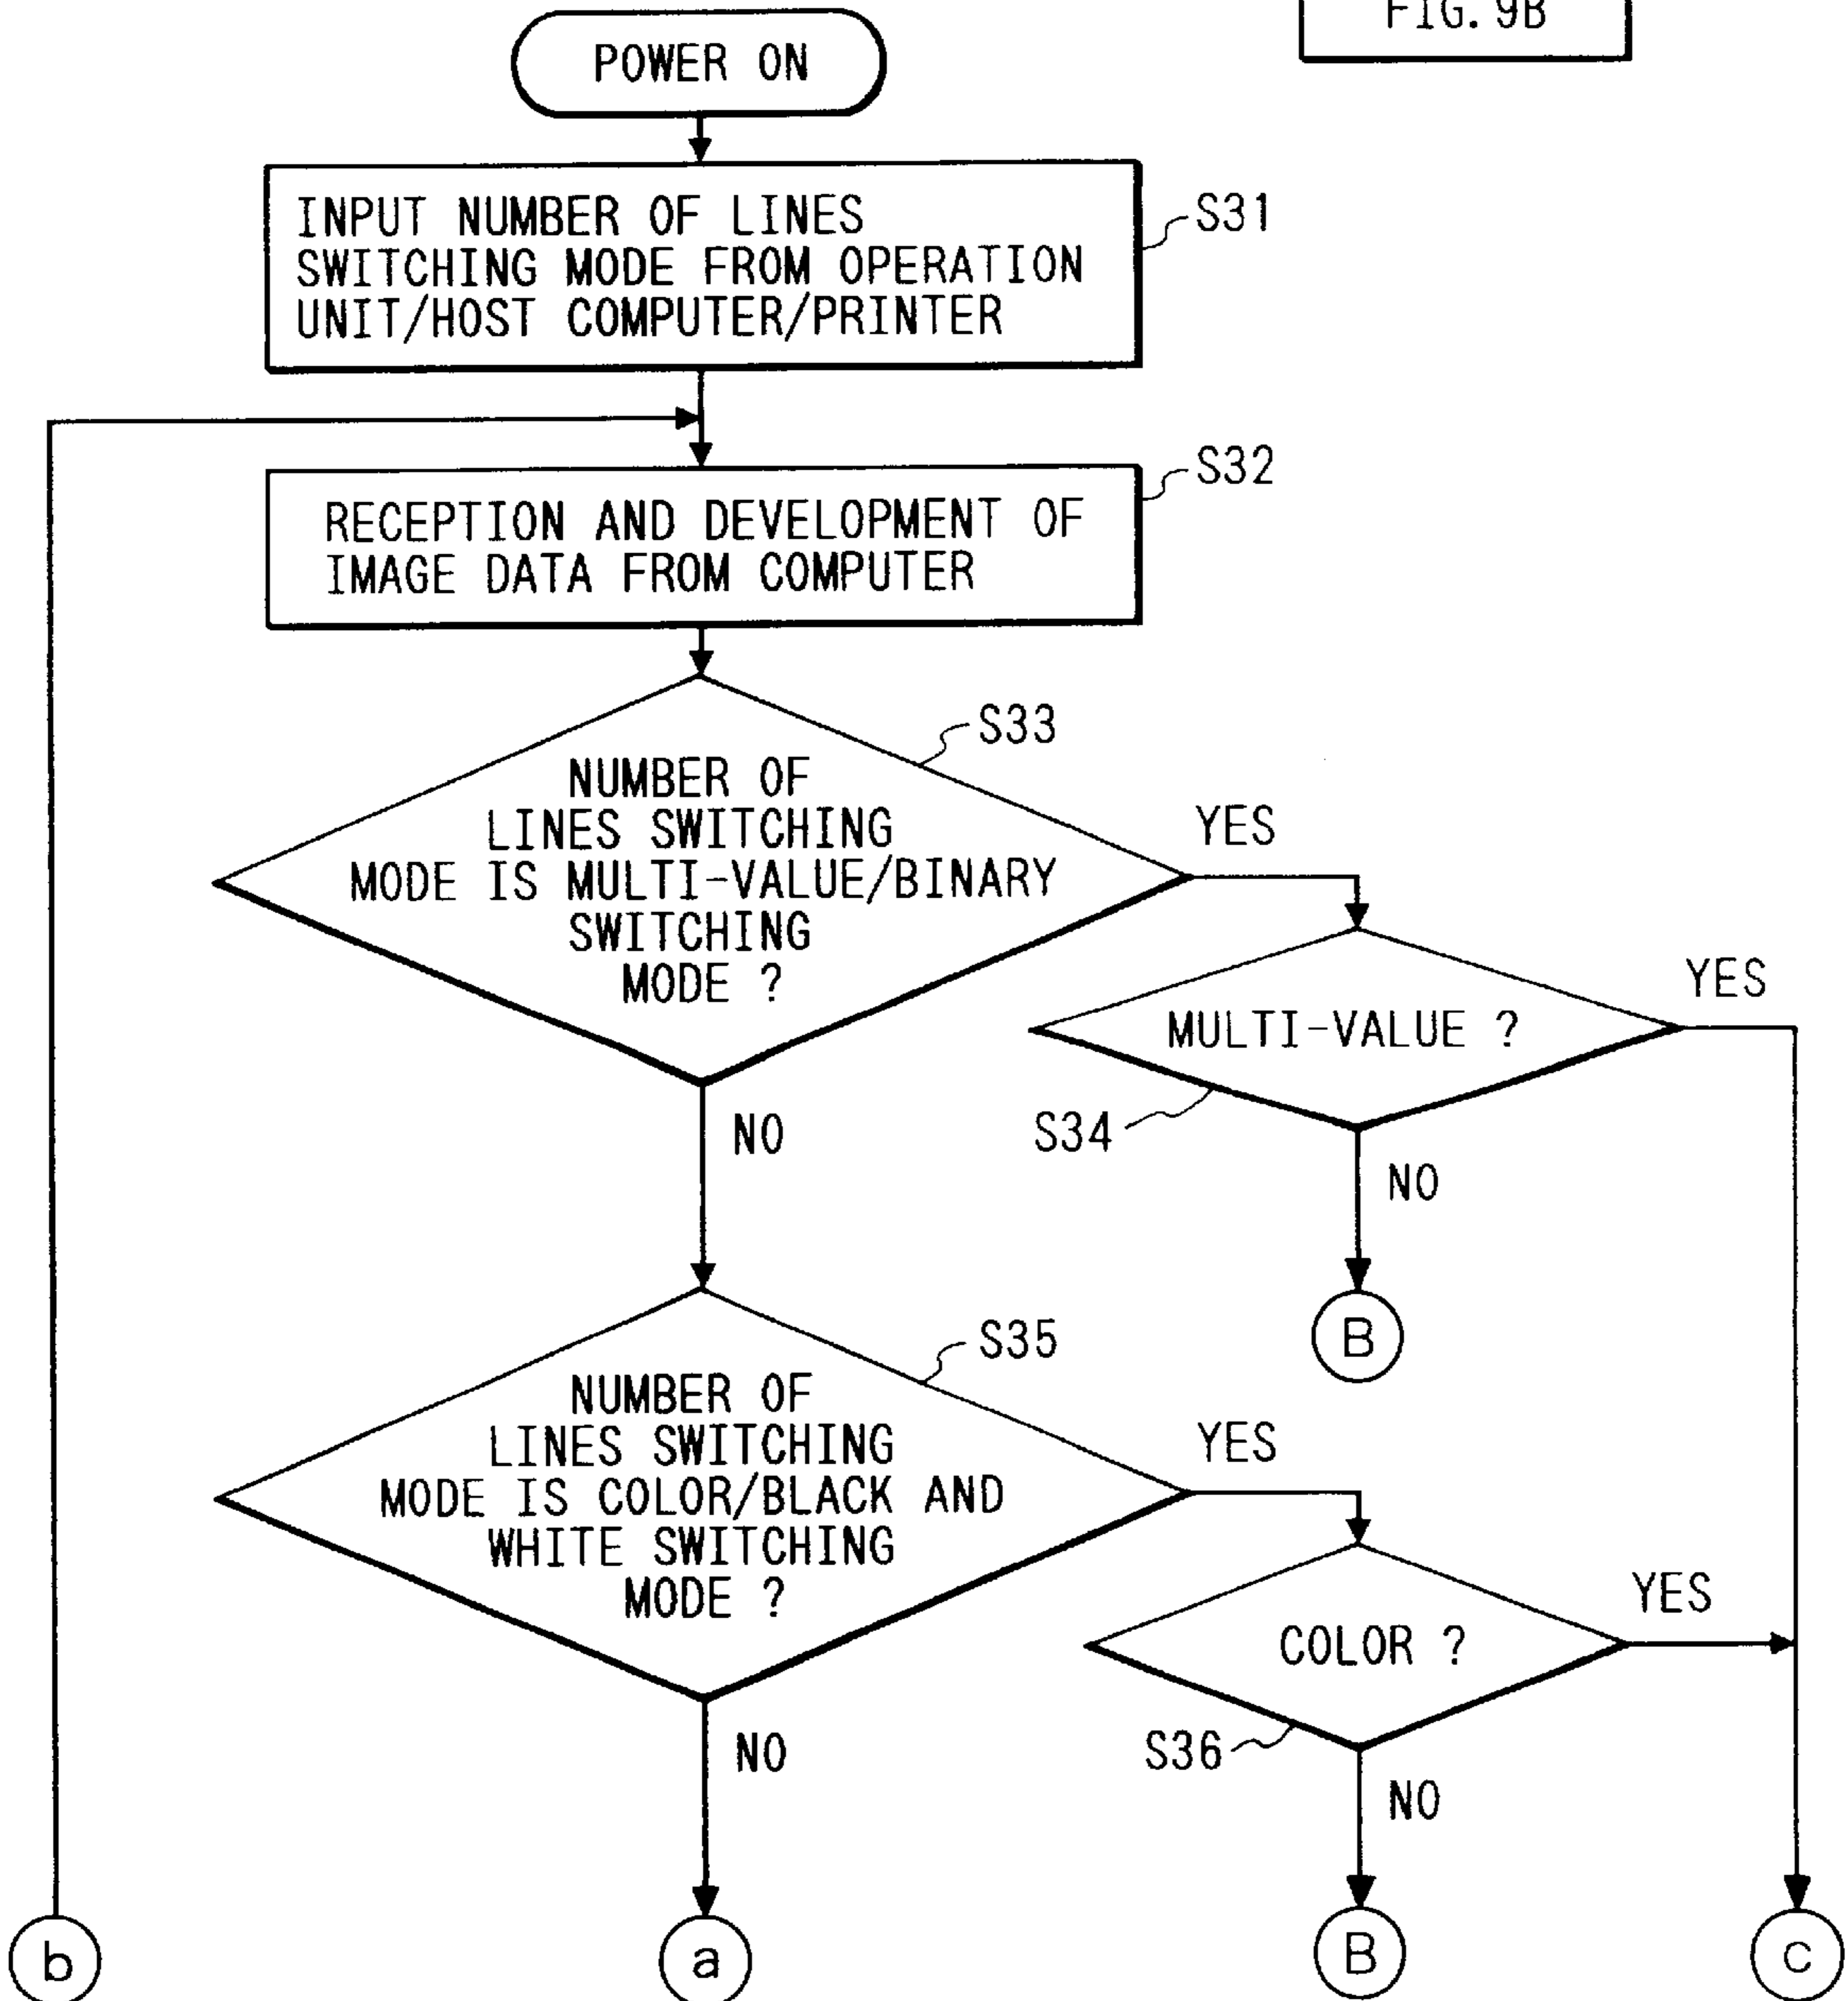 FIG. 9B
POWER ON
INPUT NUMBER OF LINES
SWITCHING MODE FROM OPERATION
UNIT/HOST COMPUTER/PRINTER
S31
RECEPTION AND DEVELOPMENT OF
IMAGE DATA FROM COMPUTER
S32
NUMBER OF
LINES SWITCHING
MODE IS MULTI-VALUE/BINARY
SWITCHING
MODE ?
S33
YES
NO
MULTI-VALUE ?
S34
YES
NO
B
NUMBER OF
LINES SWITCHING
MODE IS COLOR/BLACK AND
WHITE SWITCHING
MODE ?
S35
YES
NO
COLOR ?
S36
YES
NO
b
a
B
c